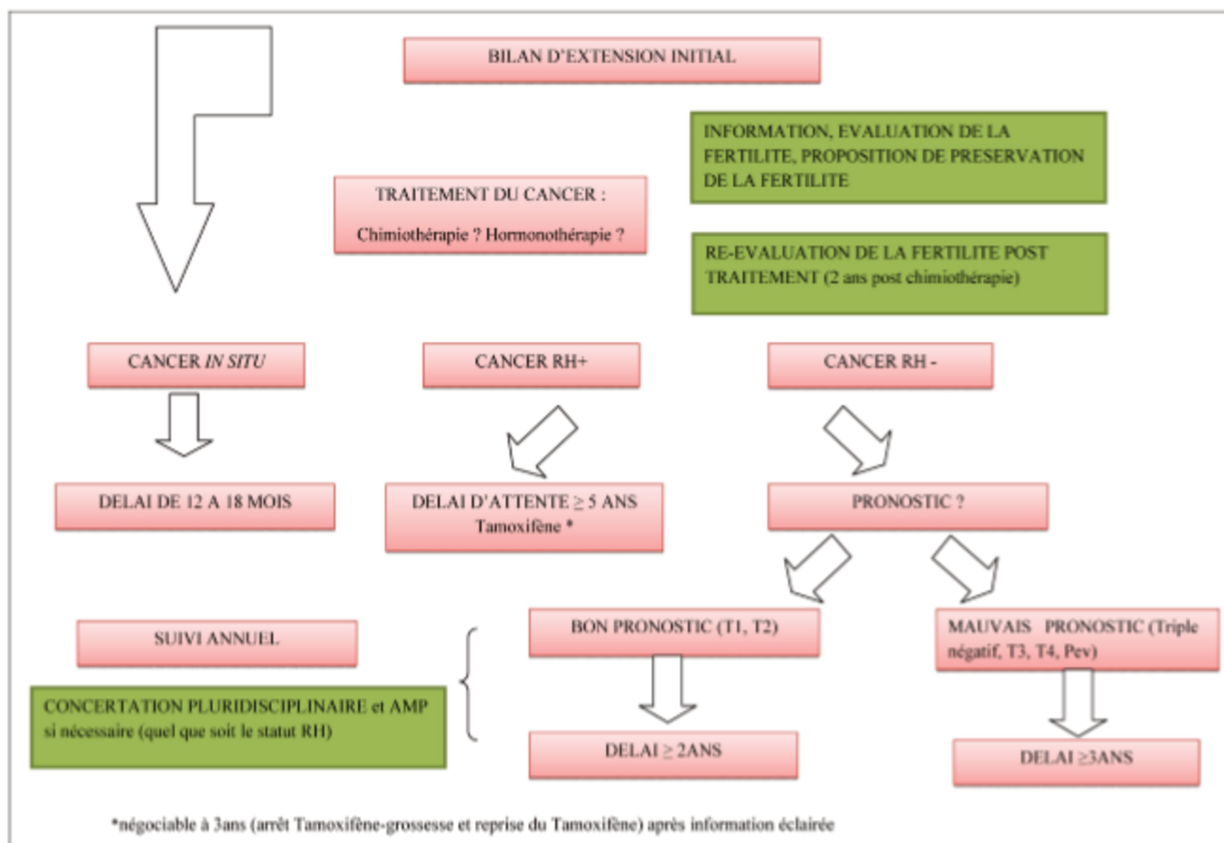 BILAN D'EXTENSION INITIAL
INFORMATION, EVALUATION DE LA
FERTILITE, PROPOSITION DE PRESERVATION
DE LA FERTILITE
TRAITEMENT DU CANCER :
Chimiothérapie ? Hormonothérapie ?
RE-EVALUATION DE LA FERTILITE POST
TRAITEMENT (2 ans post chimiothérapie)
CANCER IN SITU
CANCER RH+
CANCER RH -
DELAI DE 12 A 18 MOIS
DELAI D'ATTENTE ≥ 5 ANS
Tamoxifène *
PRONOSTIC ?
BON PRONOSTIC (T1, T2)
MAUVAIS PRONOSTIC (Triple
négatif, T3, T4, Pev)
SUIVI ANNUEL
CONCERTATION PLURIDISCIPLINAIRE et AMP
si nécessaire (quel que soit le statut RH)
DELAI ≥ 2ANS
DELAI ≥3ANS
*négociable à 3ans (arrêt Tamoxifène-grossesse et reprise du Tamoxifène) après information éclairée